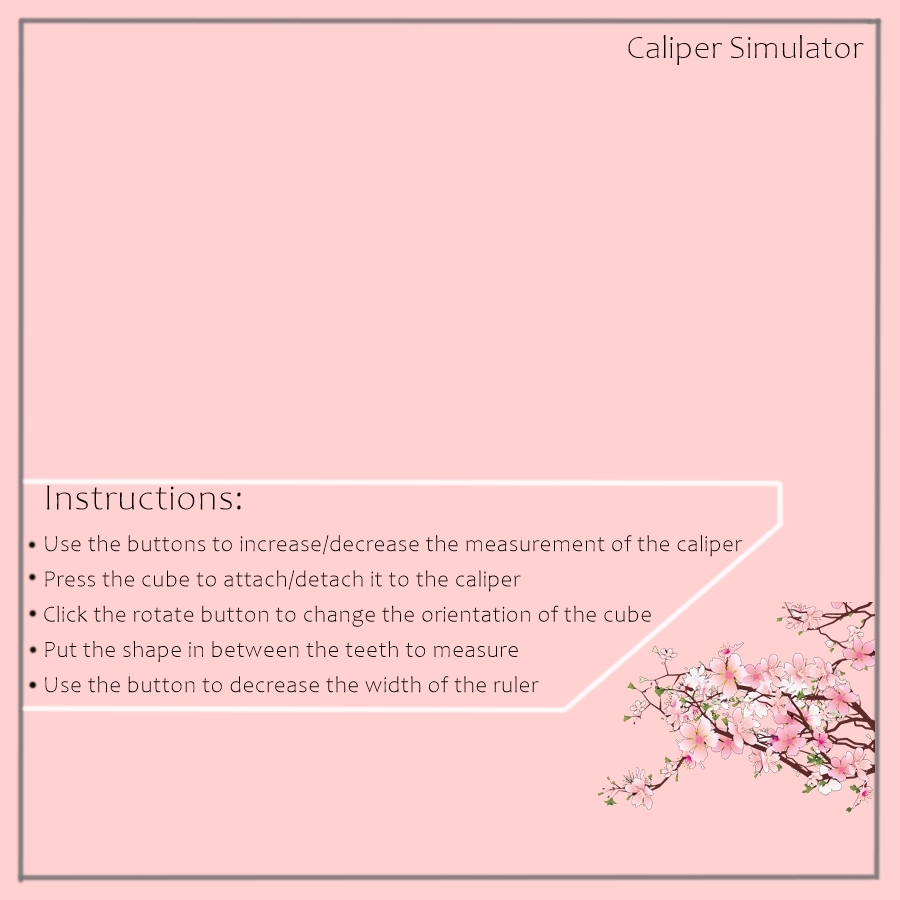 Caliper Simulator
Instructions:
• Use the buttons to increase/decrease the measurement of the caliper
• Press the cube to attach/detach it to the caliper
• Click the rotate button to change the orientation of the cube
• Put the shape in between the teeth to measure
• Use the button to decrease the width of the ruler